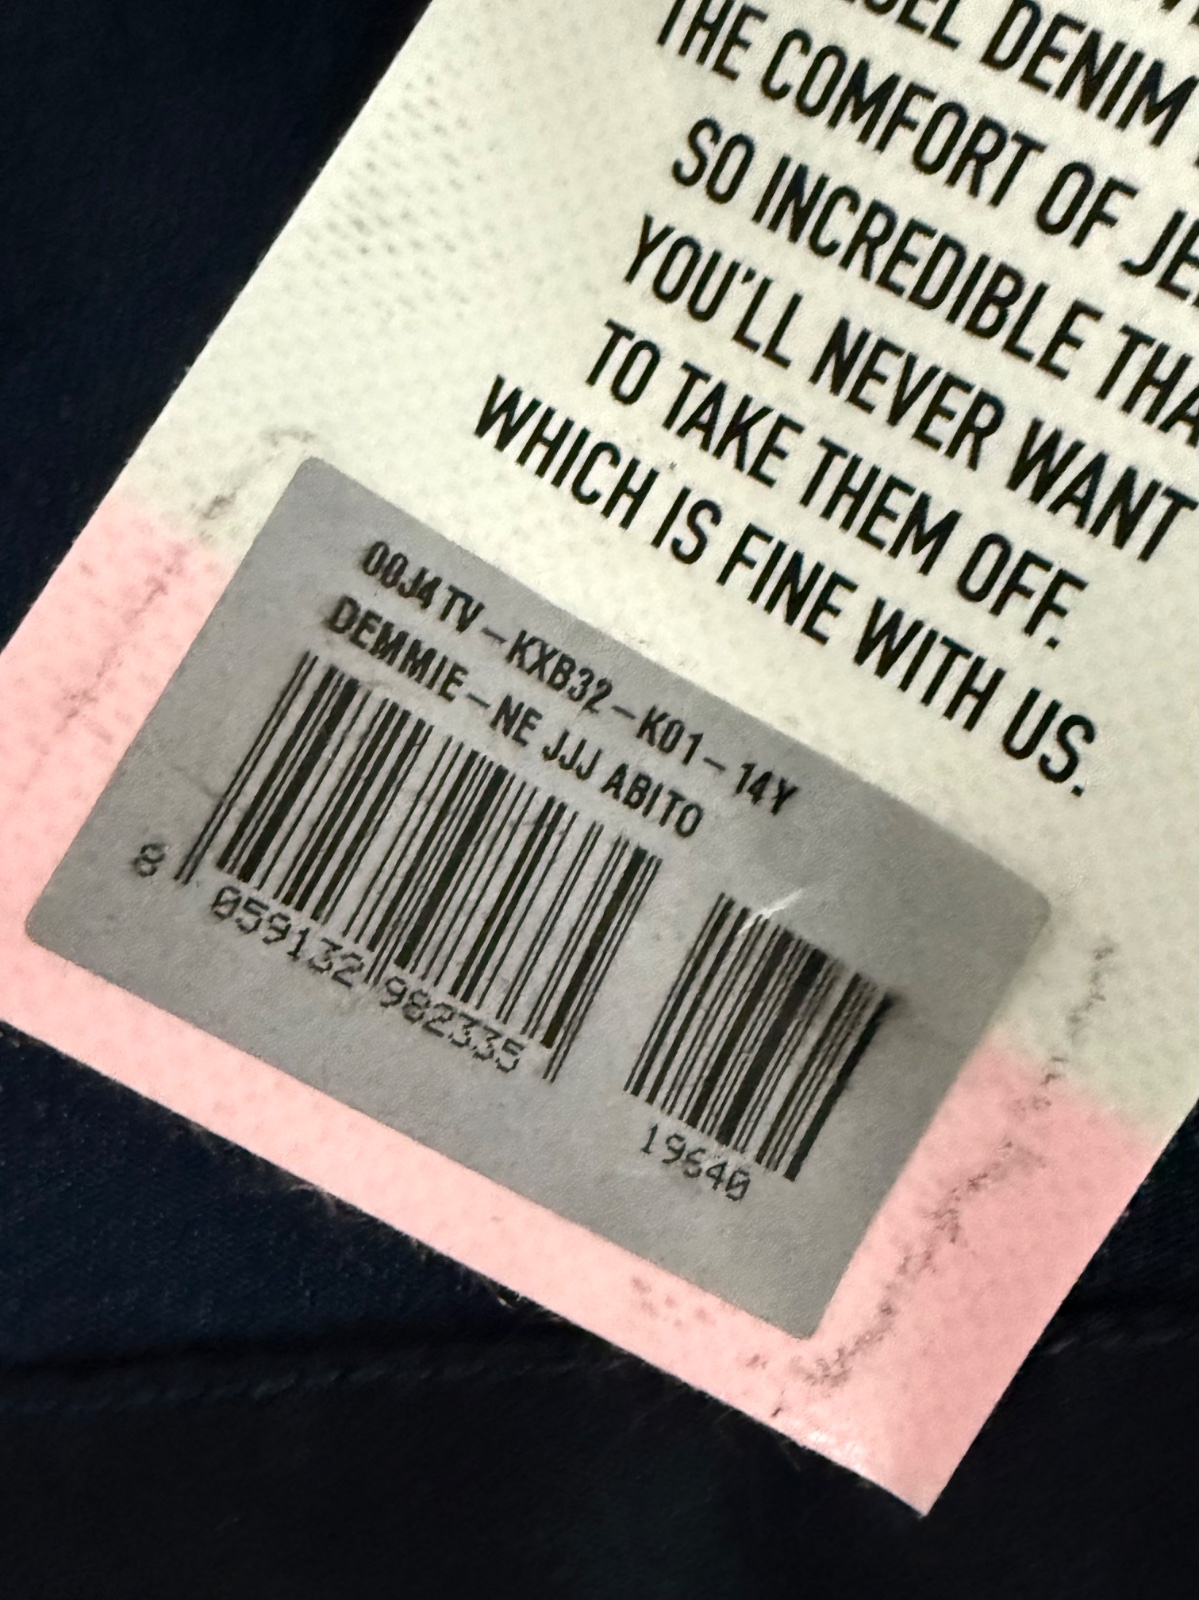 DENIM
THE COMFORT OF
SO INCREDIBLE
YOU'LL NEVER WANT
TO TAKE THEM OFF.
WHICH IS FINE WITH US.
00J4TV-KXB32-K01-14Y
DEMMIE-NE JJJ ABITO
8 059132 982335
19640